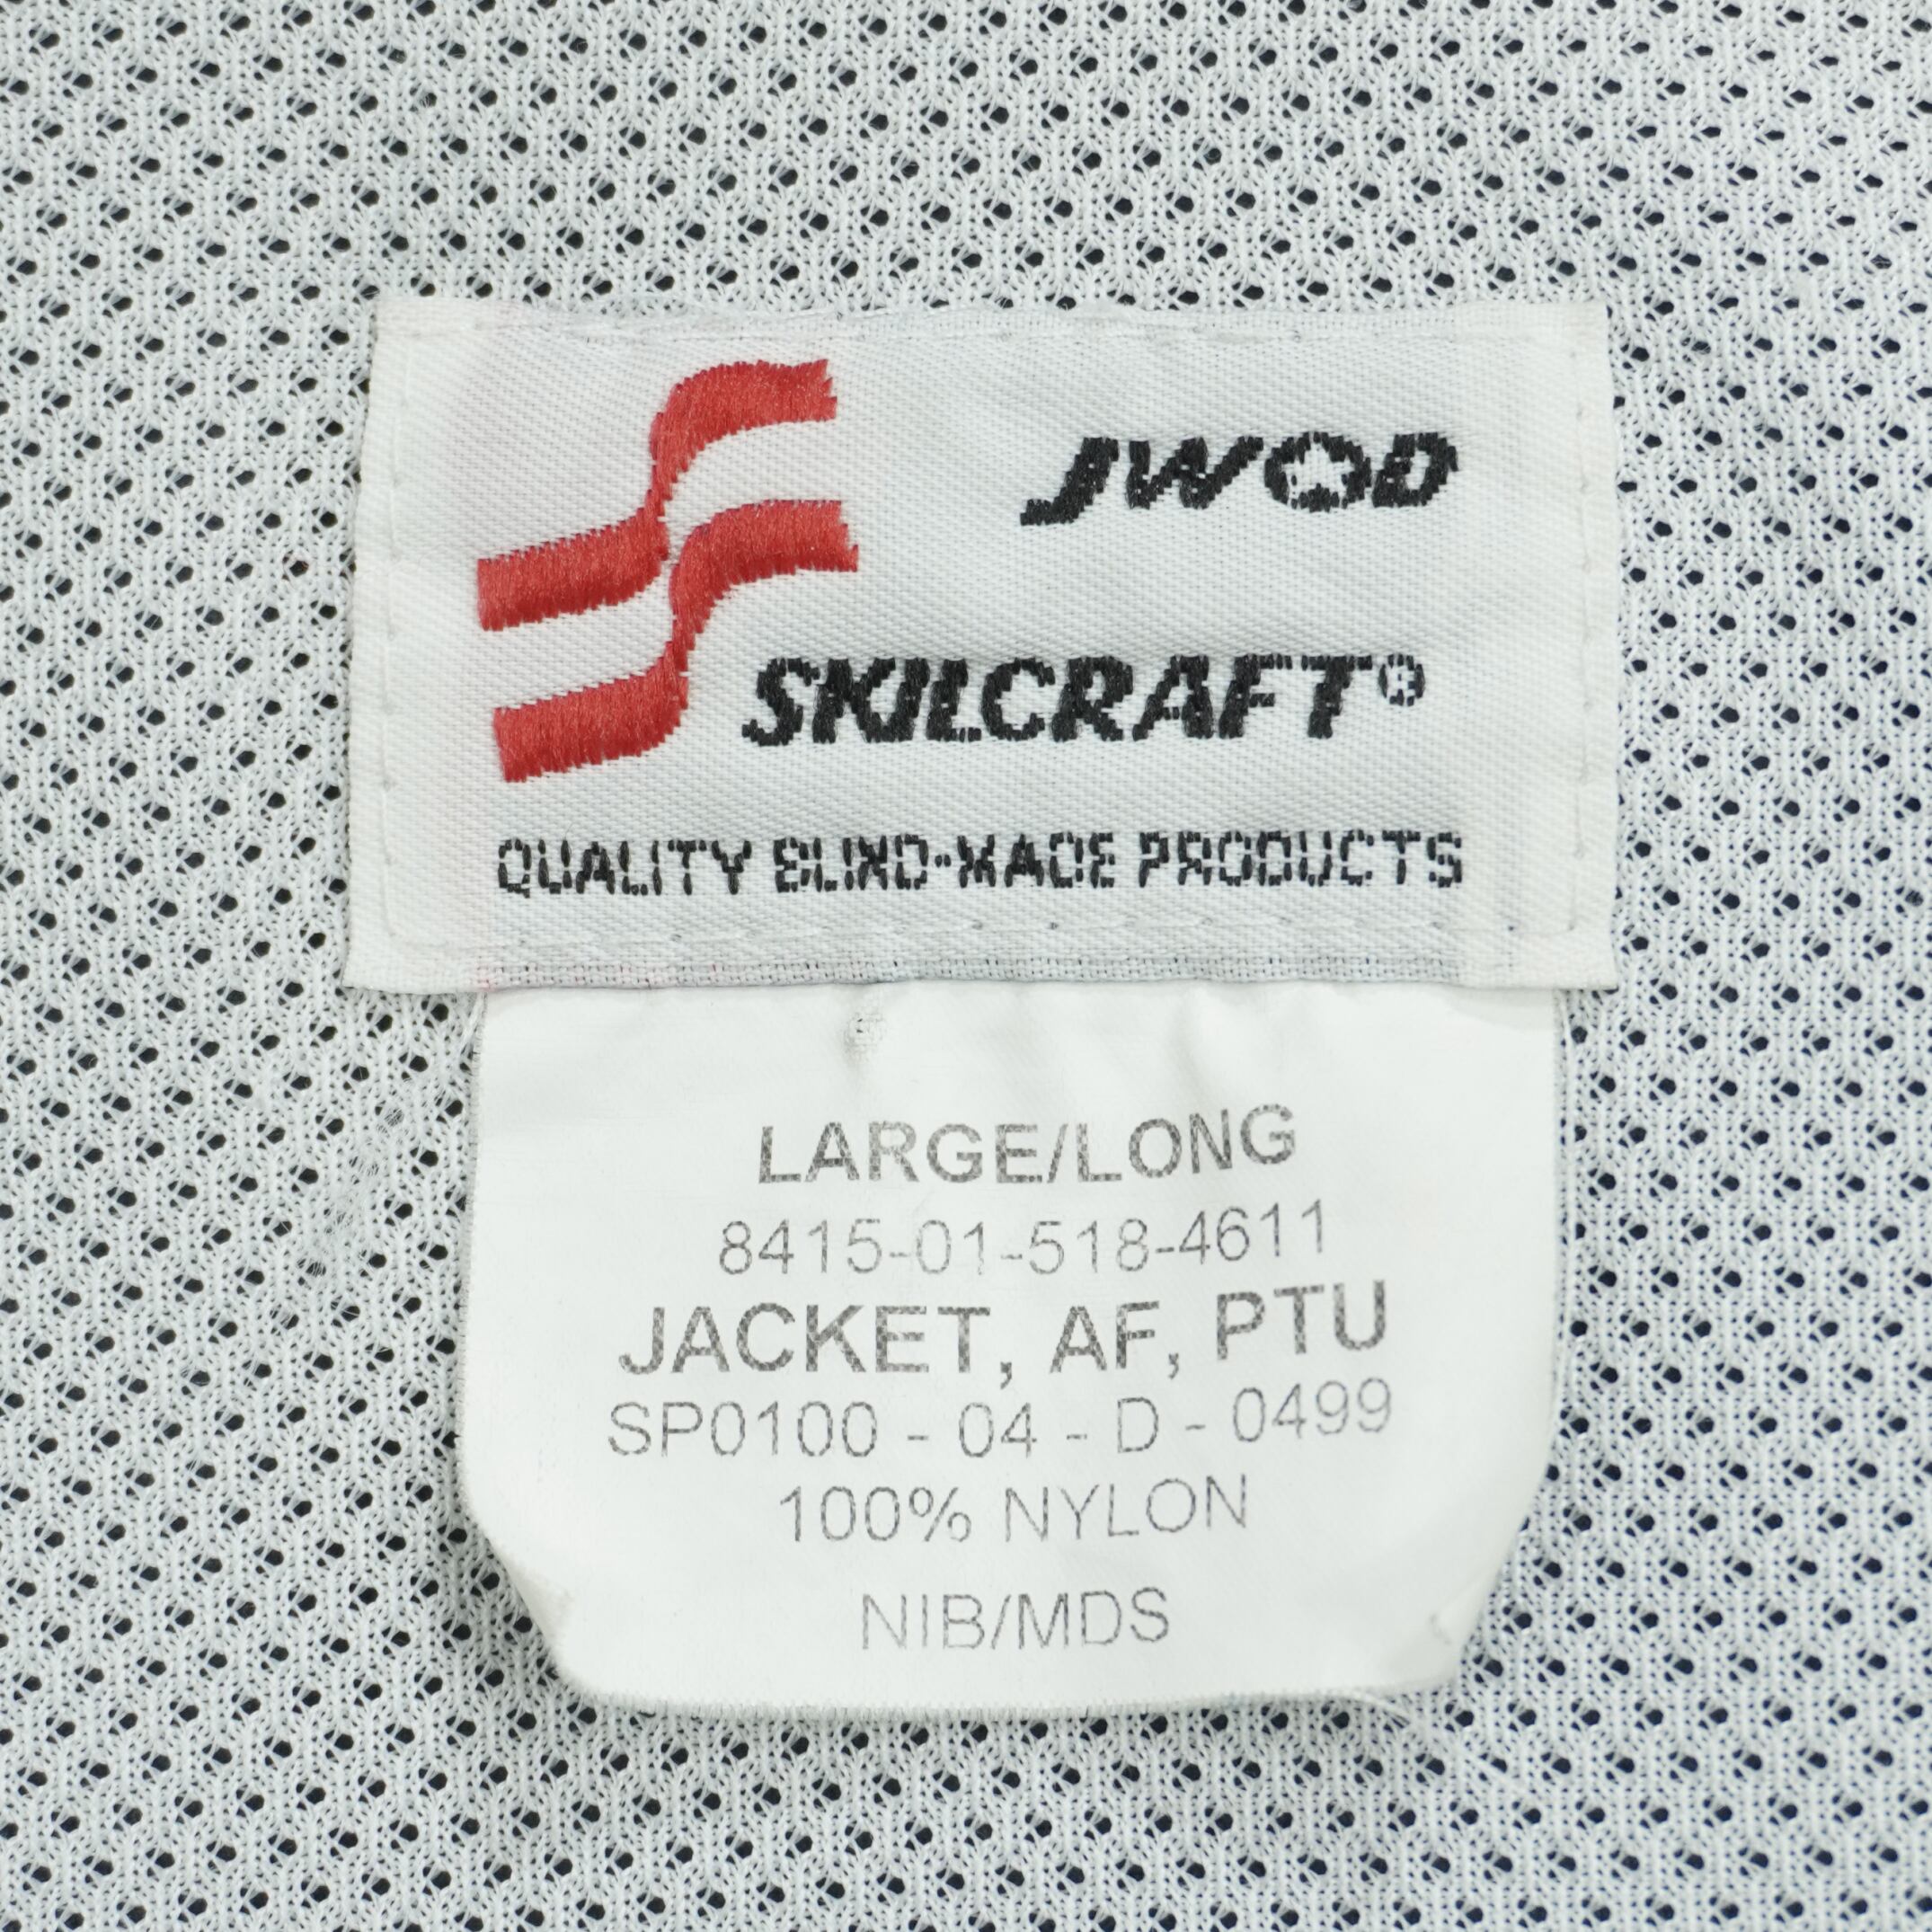 JWOD
SKILCRAFT®
QUALITY BLIND-MADE PRODUCTS
LARGE/LONG
8415-01-518-4611
JACKET, AF, PTU
SP0100 - 04 - D - 0499
100% NYLON
NIB/MDS